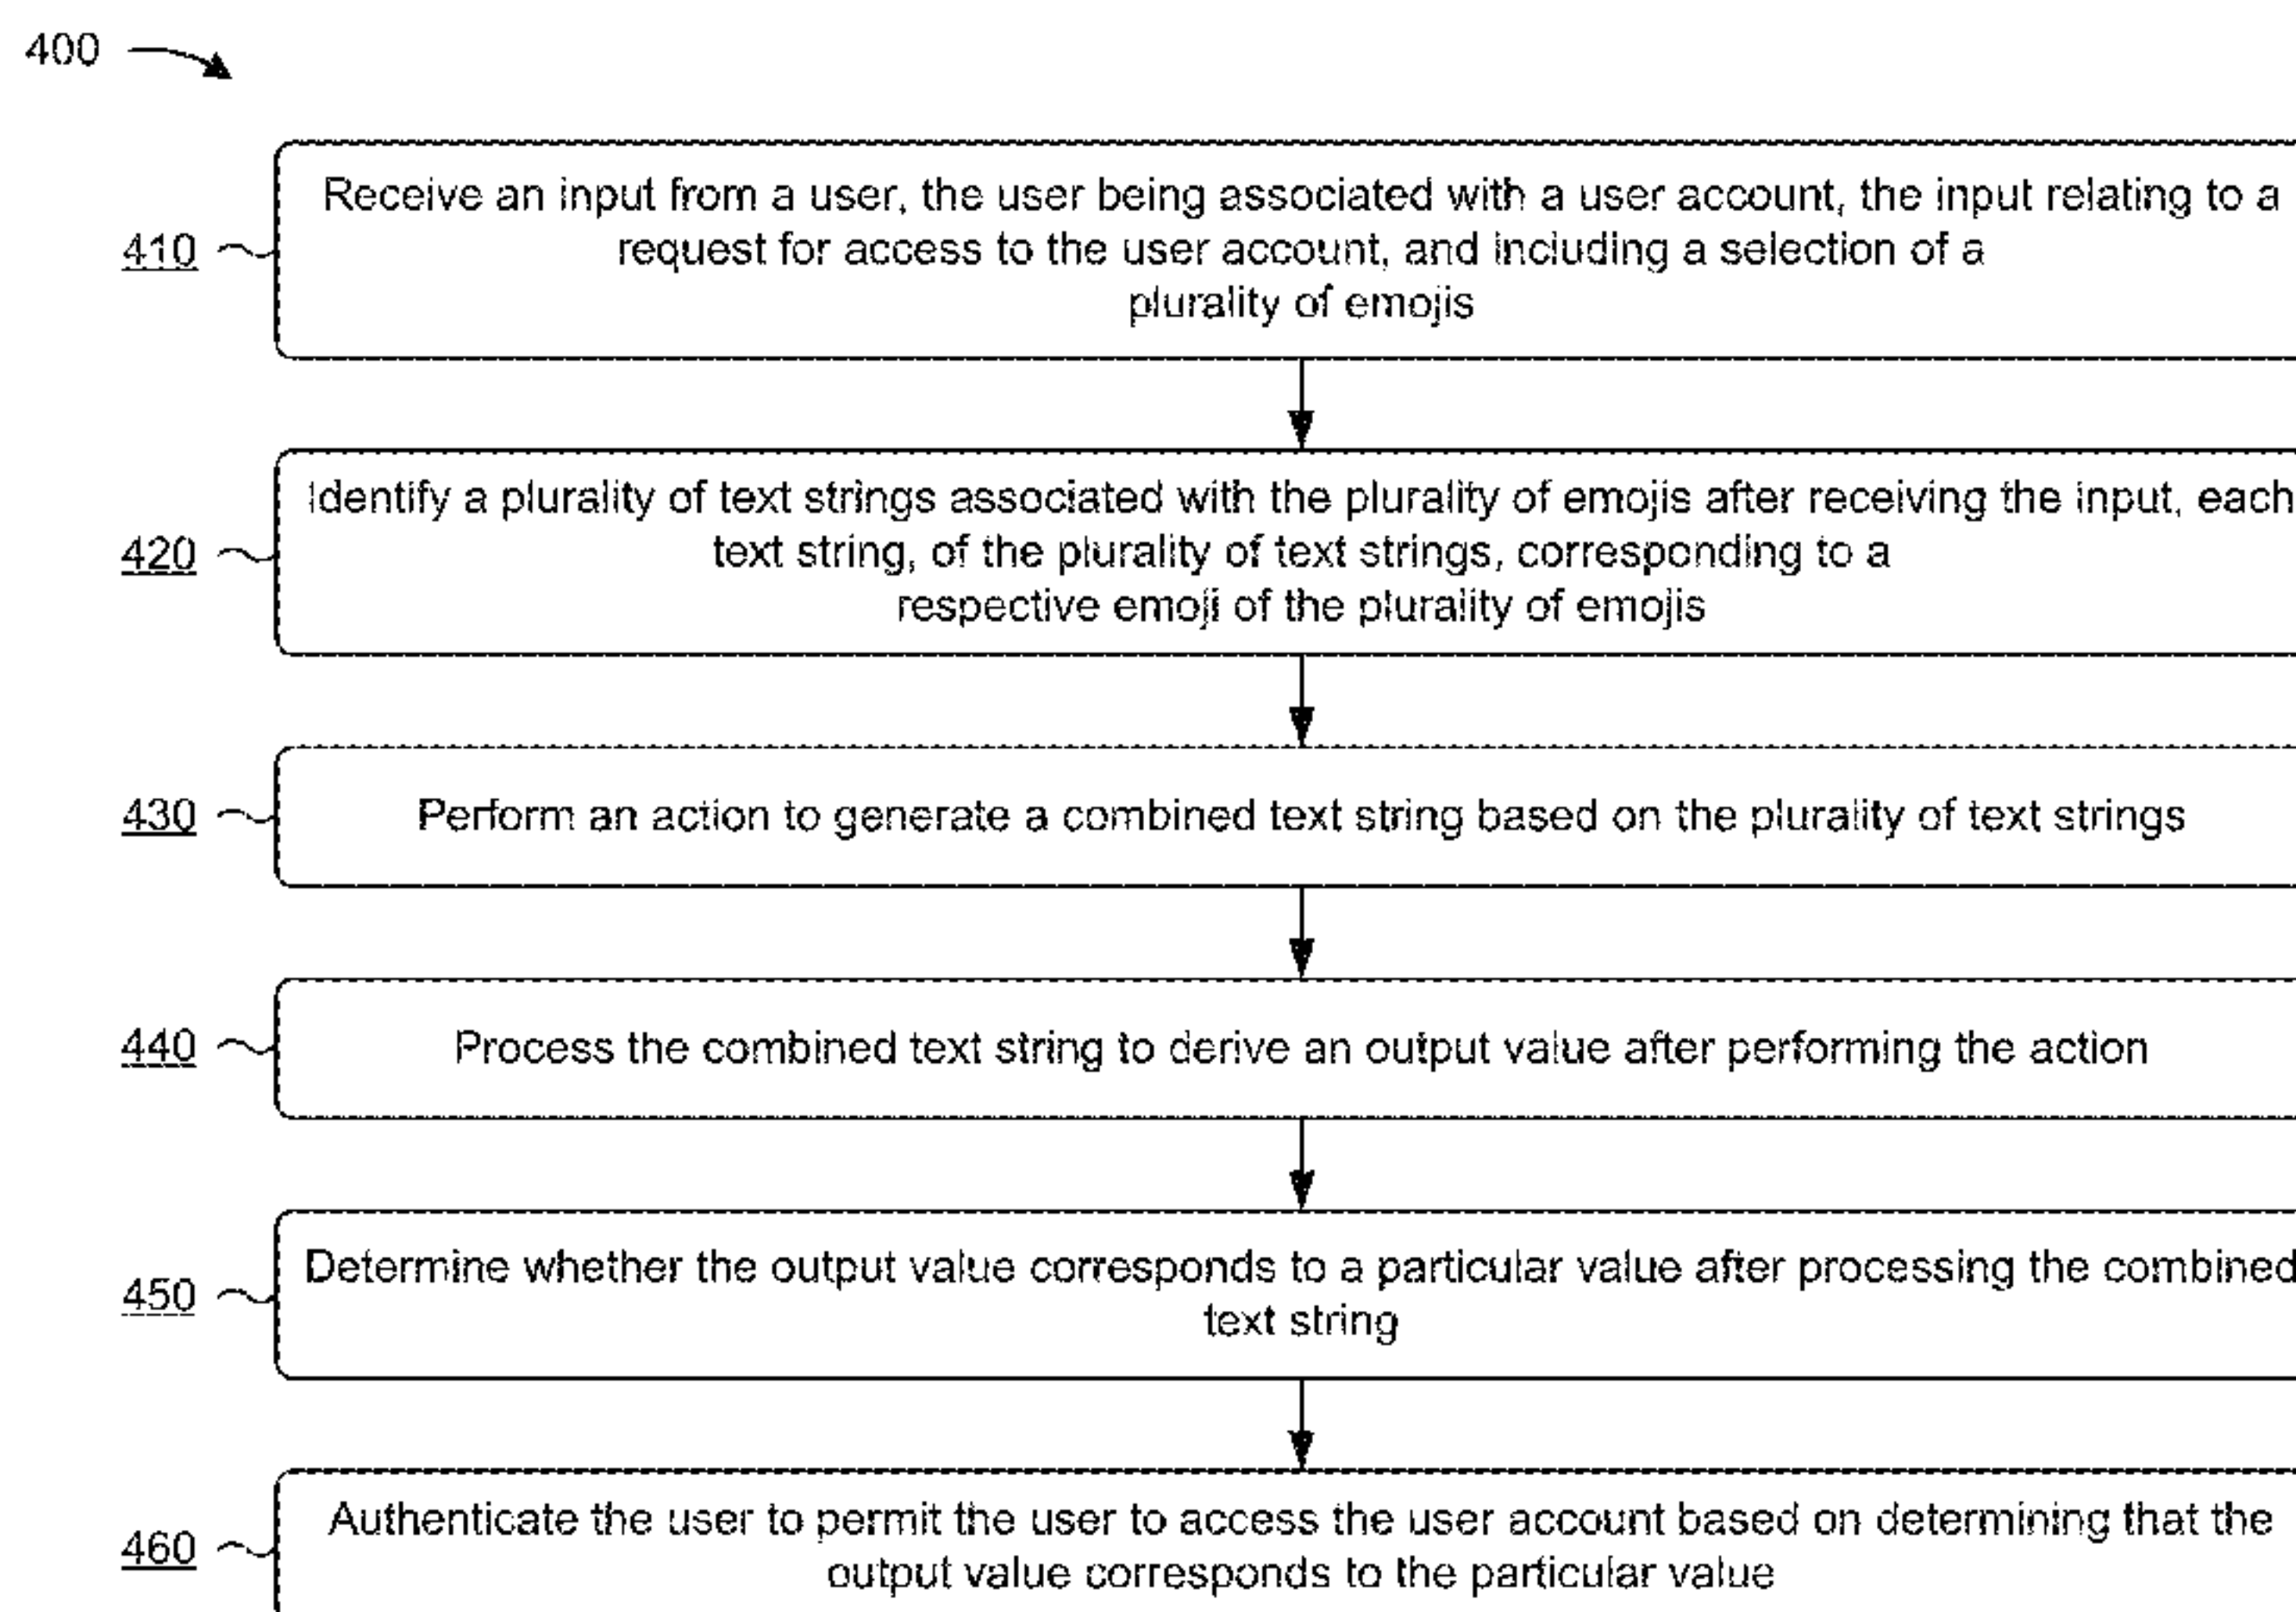 400
410
Receive an input from a user, the user being associated with a user account, the input relating to a
request for access to the user account, and including a selection of a
plurality of emojis
420
Identify a plurality of text strings associated with the plurality of emojis after receiving the input, each
text string, of the plurality of text strings, corresponding to a
respective emoji of the plurality of emojis
430
Perform an action to generate a combined text string based on the plurality of text strings
440
Process the combined text string to derive an output value after performing the action
450
Determine whether the output value corresponds to a particular value after processing the combined
text string
460
Authenticate the user to permit the user to access the user account based on determining that the
output value corresponds to the particular value